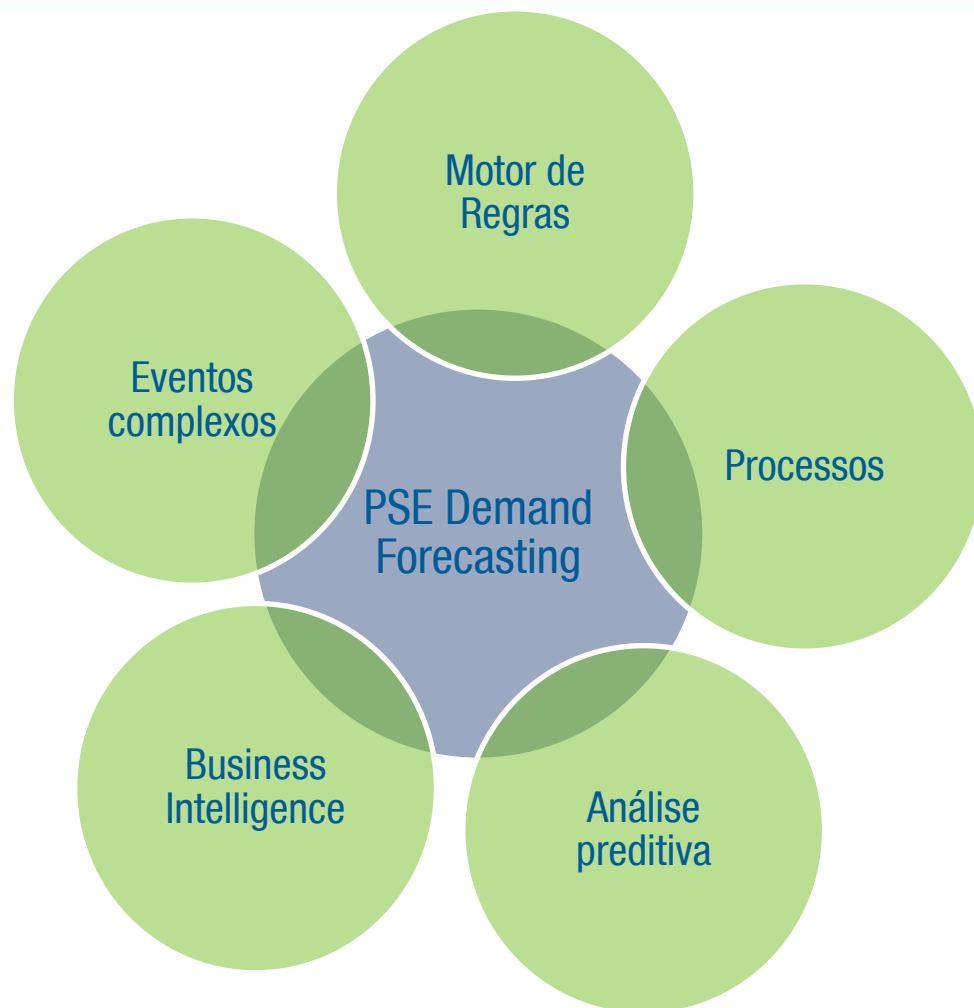 Motor de
Regras
Eventos
complexos
Processos
PSE Demand
Forecasting
Business
Intelligence
Análise
preditiva